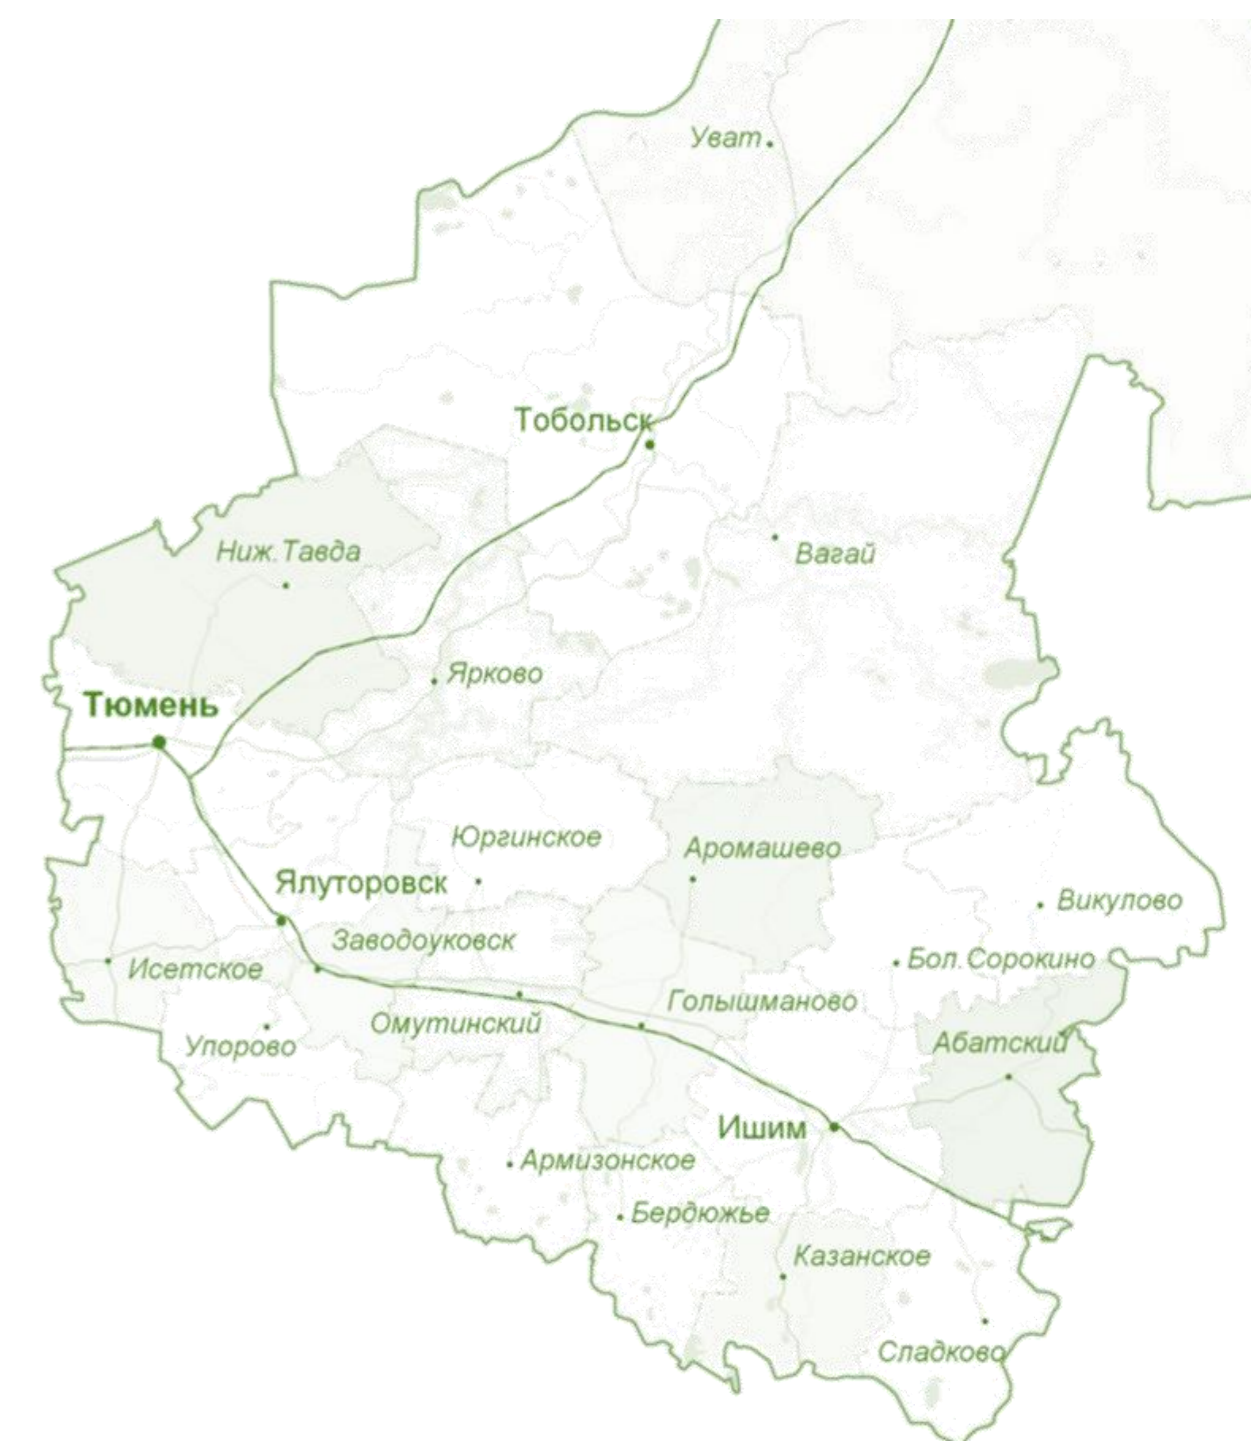 Уват
Тобольск
Ниж.Тавда
Вагай
Ярково
Тюмень
Юргинское
Аромашево
Ялуторовск
Викулово
Заводоуковск
Бол.Сорокино
Исетское
Голышманово
Омутинский
Упорово
Абатский
Ишим
Армизонское
Бердюжье
Казанское
Сладково